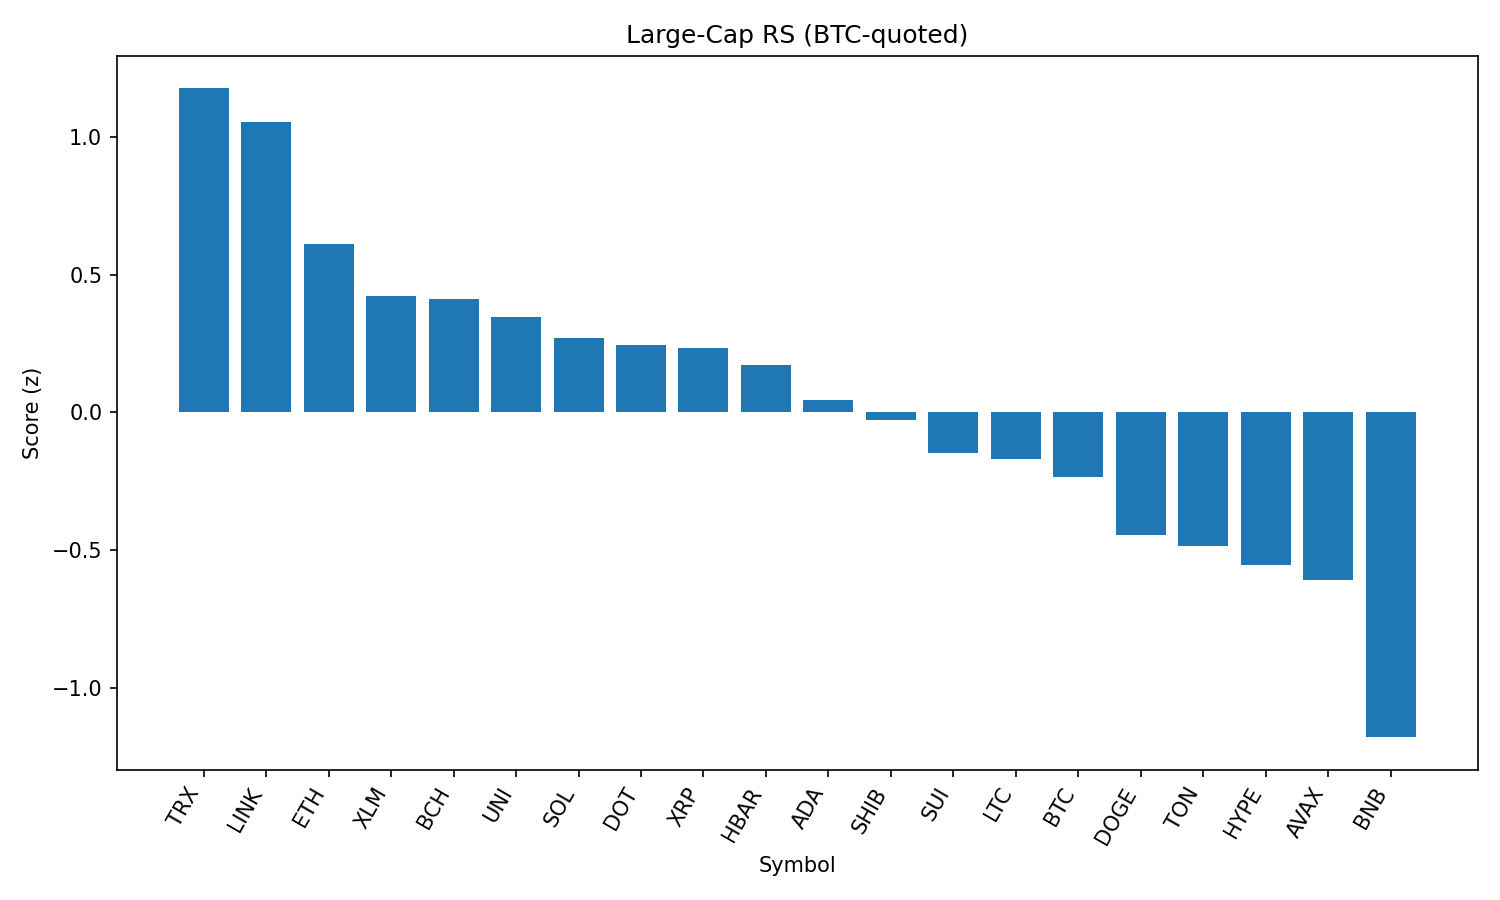 Large-Cap RS (BTC-quoted)
Score (z)
1.0
0.5
0.0
−0.5
−1.0
TRX
LINK
ETH
XLM
BCH
UNI
SOL
DOT
XRP
HBAR
ADA
SHIB
SUI
LTC
BTC
DOGE
TON
HYPE
AVAX
BNB
Symbol